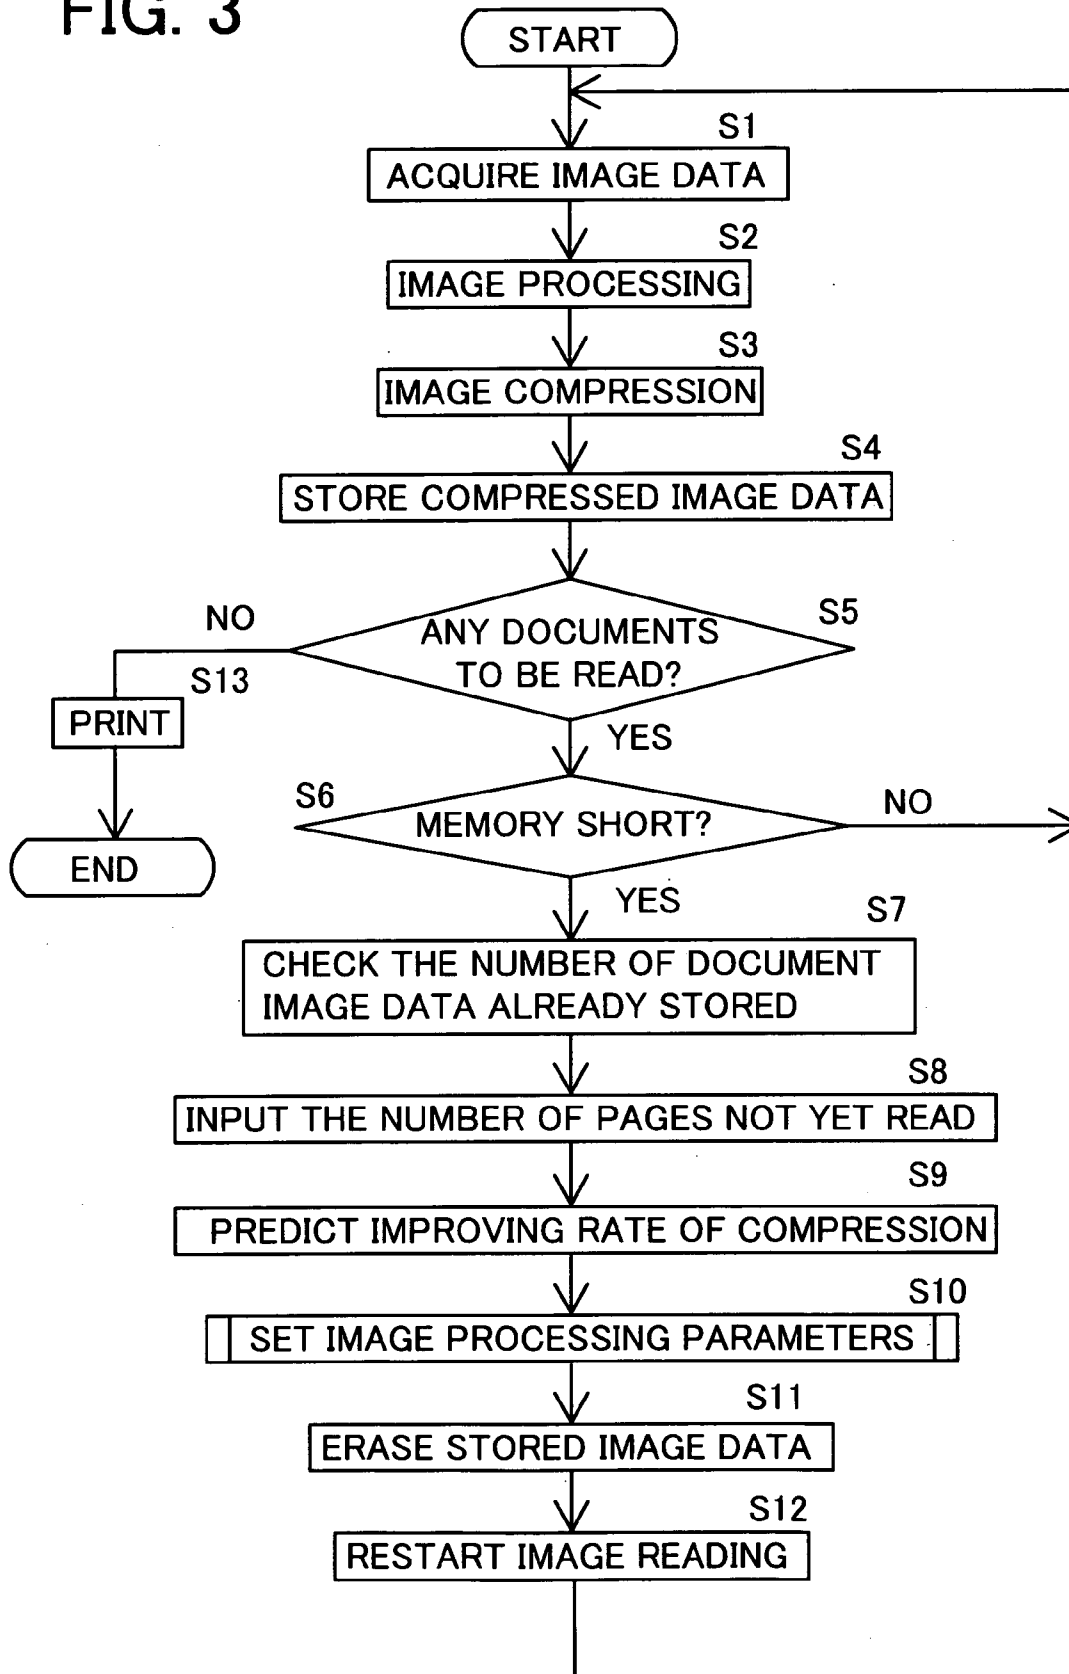 FIG. 3
START
S1
ACQUIRE IMAGE DATA
S2
IMAGE PROCESSING
S3
IMAGE COMPRESSION
S4
STORE COMPRESSED IMAGE DATA
S5
ANY DOCUMENTS
TO BE READ?
NO
S13
PRINT
END
YES
S6
MEMORY SHORT?
NO
YES
S7
CHECK THE NUMBER OF DOCUMENT
IMAGE DATA ALREADY STORED
S8
INPUT THE NUMBER OF PAGES NOT YET READ
S9
PREDICT IMPROVING RATE OF COMPRESSION
S10
SET IMAGE PROCESSING PARAMETERS
S11
ERASE STORED IMAGE DATA
S12
RESTART IMAGE READING